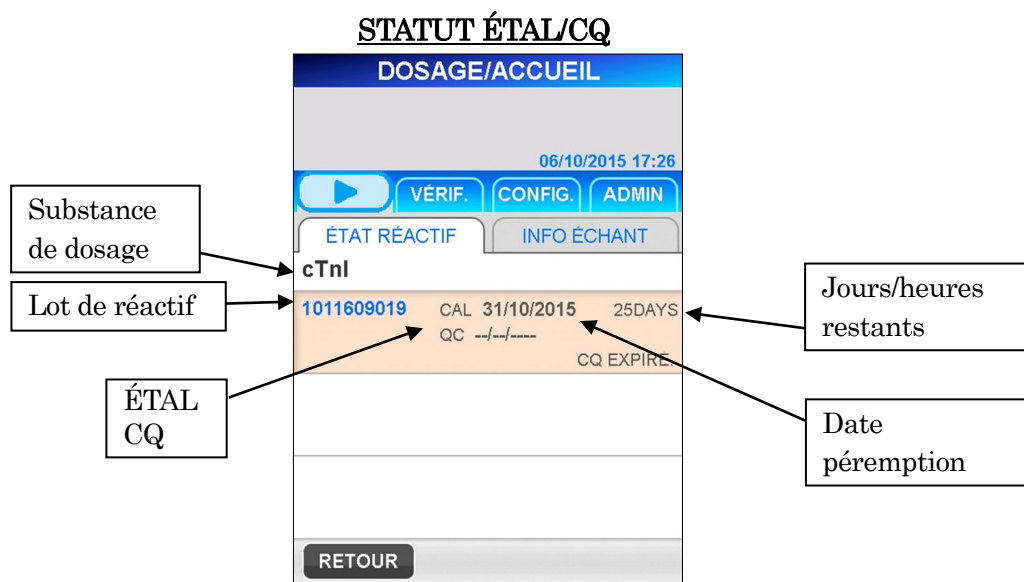 STATUT ÉTAL/CQ
DOSAGE/ACCUEIL
06/10/2015 17:26
VÉRIF. CONFIG. ADMIN
ÉTAT RÉACTIF INFO ÉCHANT
Substance
de dosage
cTnI
Lot de réactif
1011609019 CAL 31/10/2015 25DAYS
QC --/--/----
CQ EXPIRE.
Jours/heures
restants
ÉTAL
CQ
Date
péremption
RETOUR